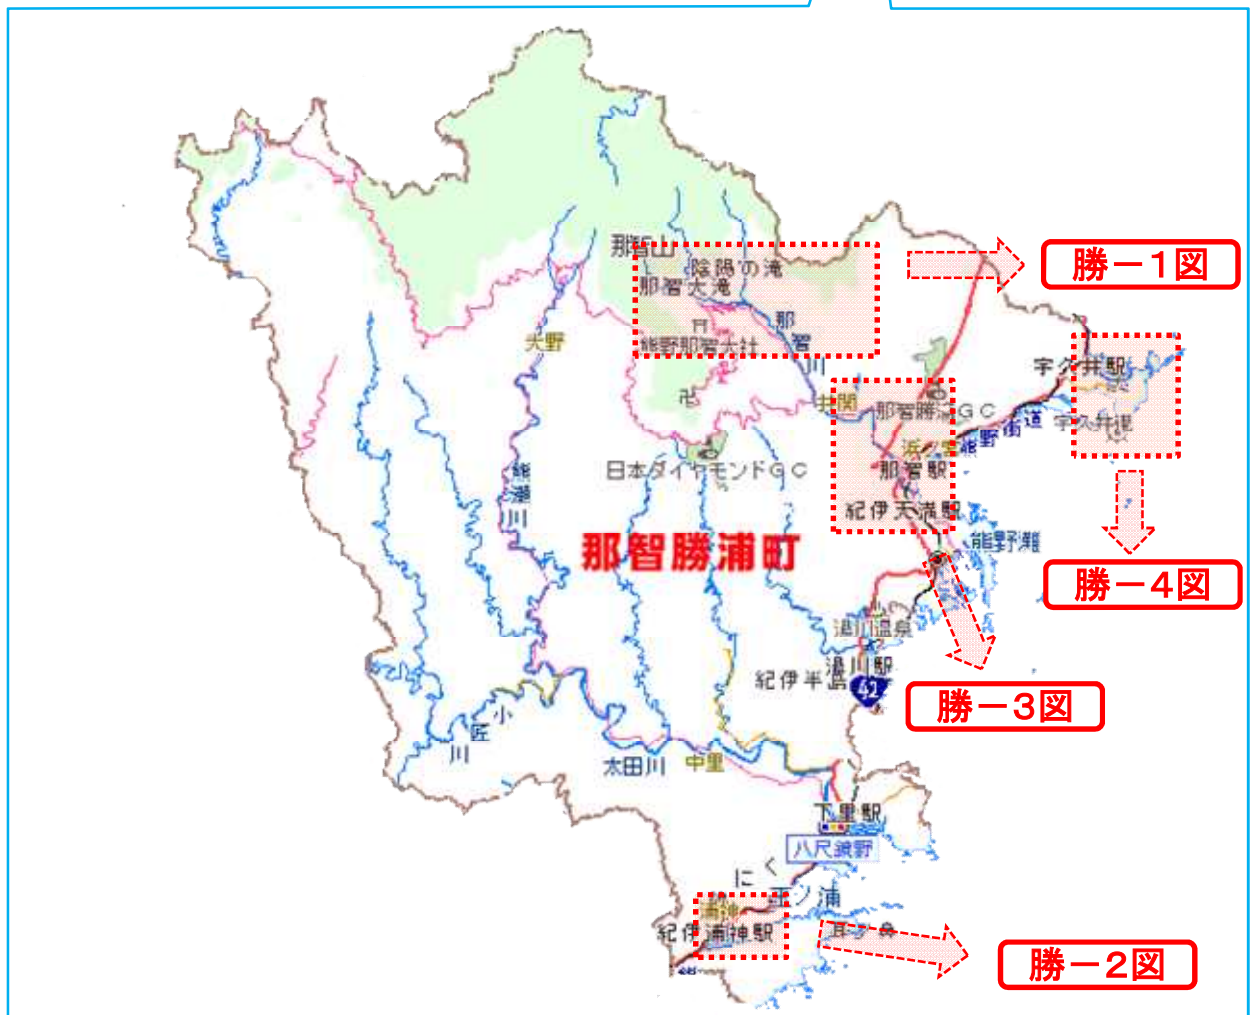 那智山
陰陽の滝
那智大滝
熊野那智大社
那智川
勝－1図
大野
宇久井駅
井関
那智勝浦GC
宇久井港
熊野街道
浜ノ宮
日本ダイヤモンドGC
那智駅
紀伊天満駅
熊野灘
那智勝浦町
勝－4図
湯川温泉
湯川駅
紀伊半島
42
勝－3図
小匠川
太田川
中里
下里駅
八尺鏡野
にく
玉ノ浦
浦神
紀伊浦神駅
勝－2図